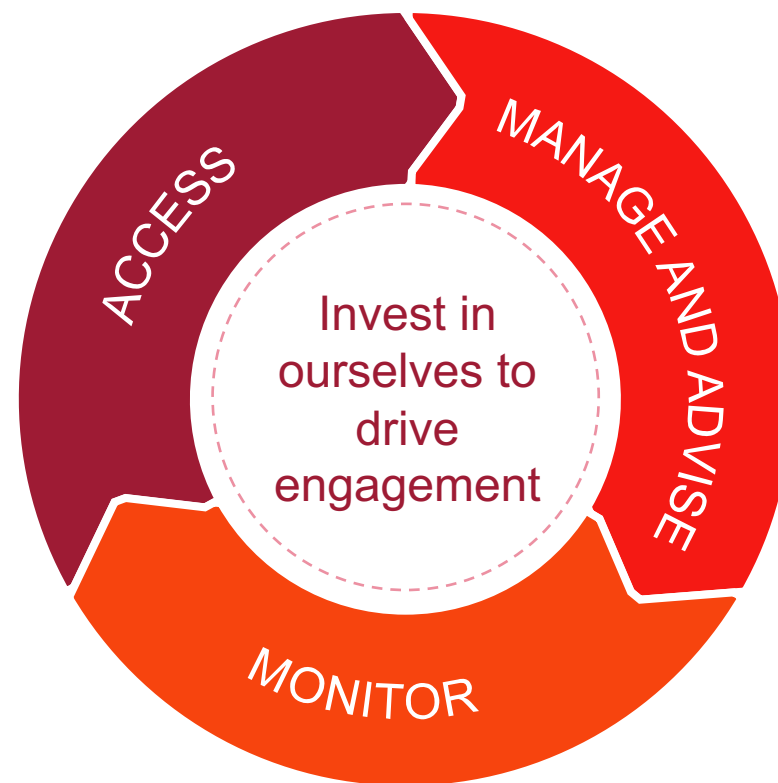 ACCESS
MANAGE AND ADVISE
MONITOR
Invest in
ourselves to
drive
engagement